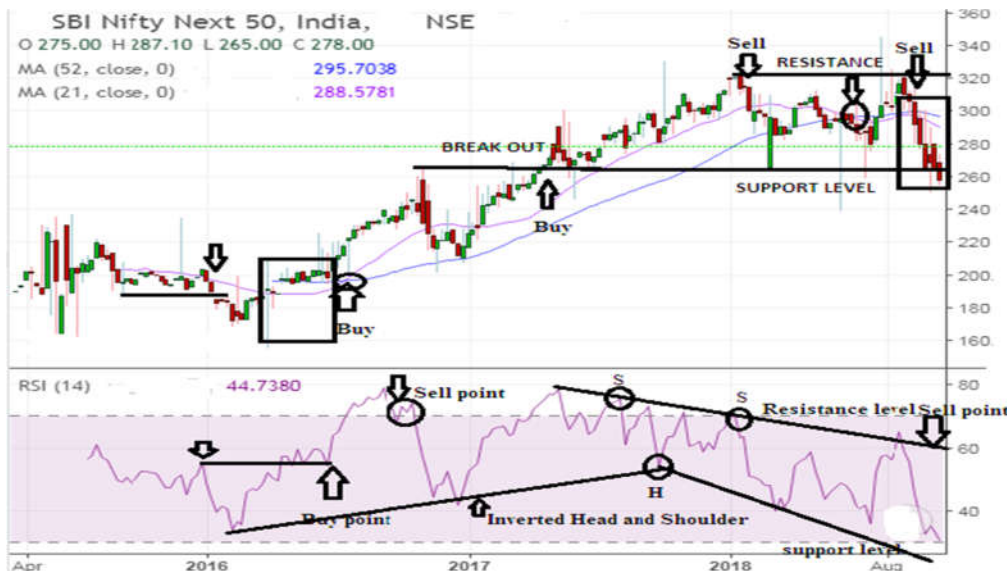 SBI Nifty Next 50, India, NSE
O 275.00 H 287.10 L 265.00 C 278.00
MA (52, close, 0) 295.7038
MA (21, close, 0) 288.5781
Sell
RESISTANCE
Sell
BREAK OUT
SUPPORT LEVEL
Buy
Buy
360
340
320
300
280
260
240
220
200
180
160.
RSI (14) 44.7380
Sell point
S
S
Resistance level
Sell point
H
Buy point
Inverted Head and Shoulder
support level
80
60
40
Apr 2016 2017 2018 Aug